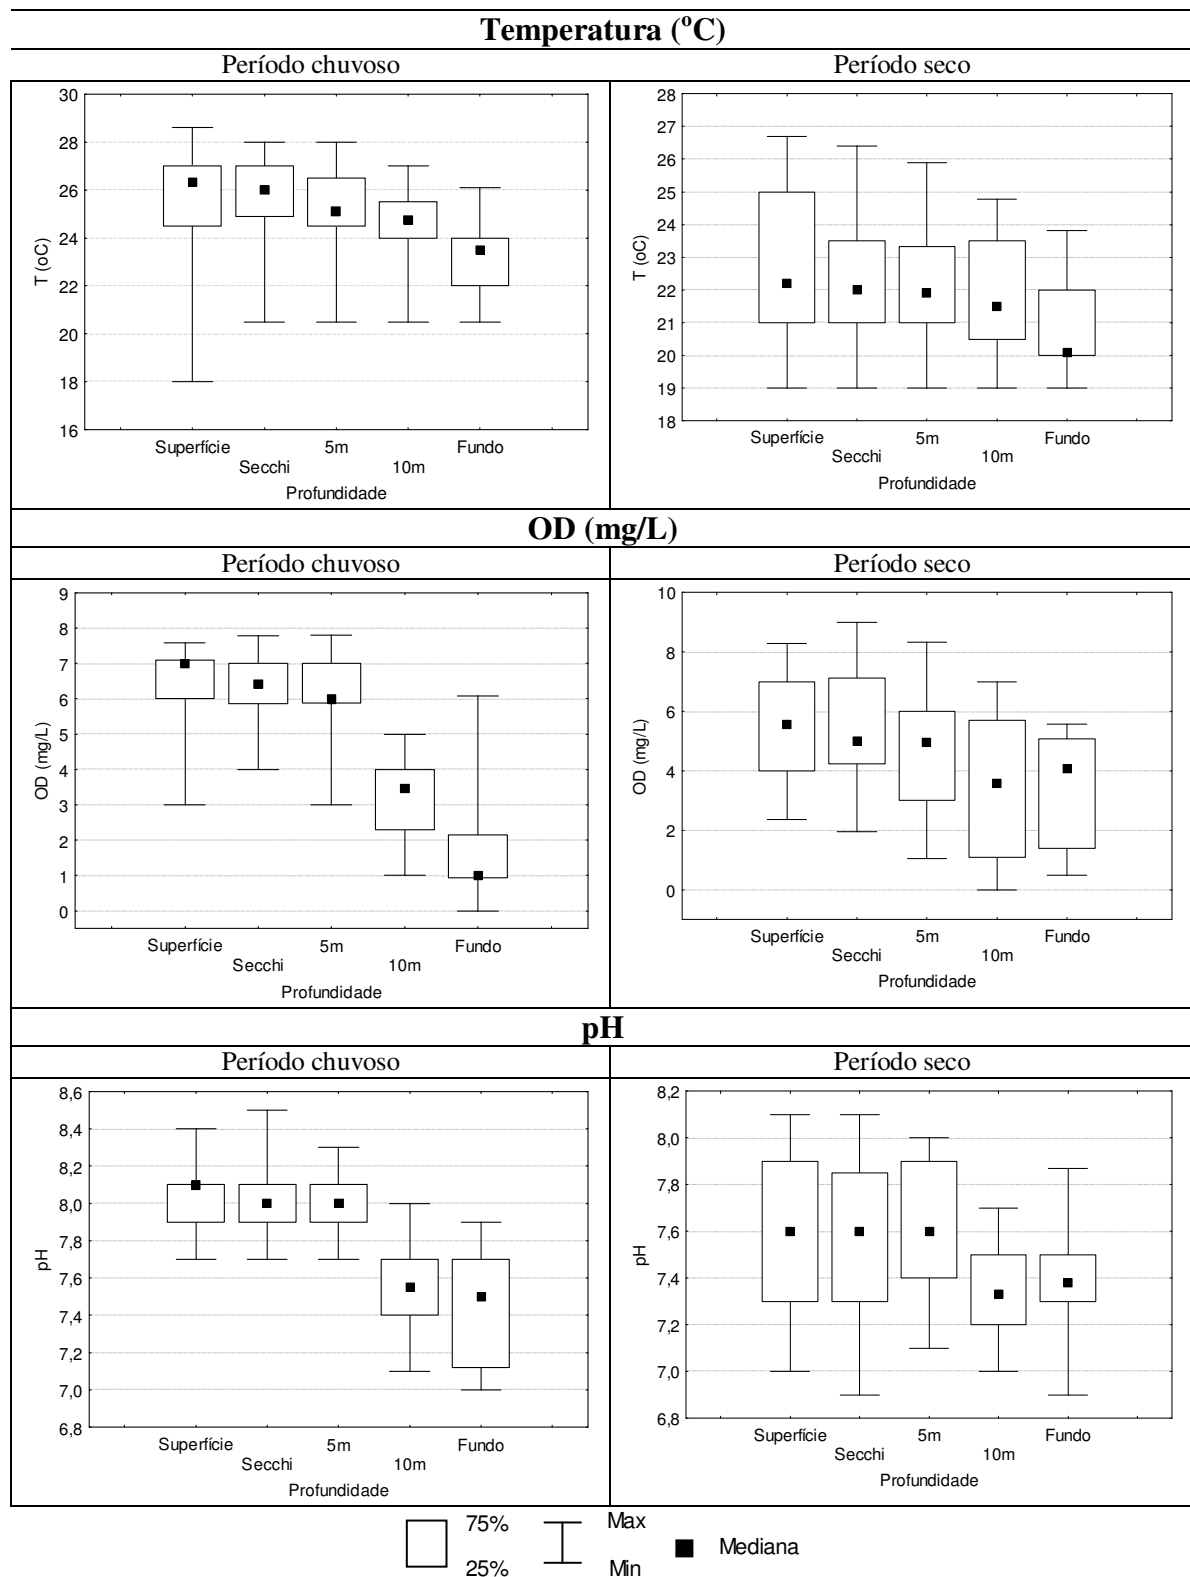 Temperatura (°C)
Período chuvoso
Período seco
30
28
26
24
22
20
18
16
T (oC)
Superfície
Secchi
5m
10m
Fundo
Profundidade
28
27
26
25
24
23
22
21
20
19
18
T (oC)
Superfície
Secchi
5m
10m
Fundo
Profundidade
OD (mg/L)
Período chuvoso
Período seco
9
8
7
6
5
4
3
2
1
0
OD (mg/L)
Superfície
Secchi
5m
10m
Fundo
Profundidade
10
8
6
4
2
0
OD (mg/L)
Superfície
Secchi
5m
10m
Fundo
Profundidade
pH
Período chuvoso
Período seco
8,6
8,4
8,2
8,0
7,8
7,6
7,4
7,2
7,0
6,8
pH
Superfície
Secchi
5m
10m
Fundo
Profundidade
8,2
8,0
7,8
7,6
7,4
7,2
7,0
6,8
pH
Superfície
Secchi
5m
10m
Fundo
Profundidade
75%
25%
Max
Min
Mediana